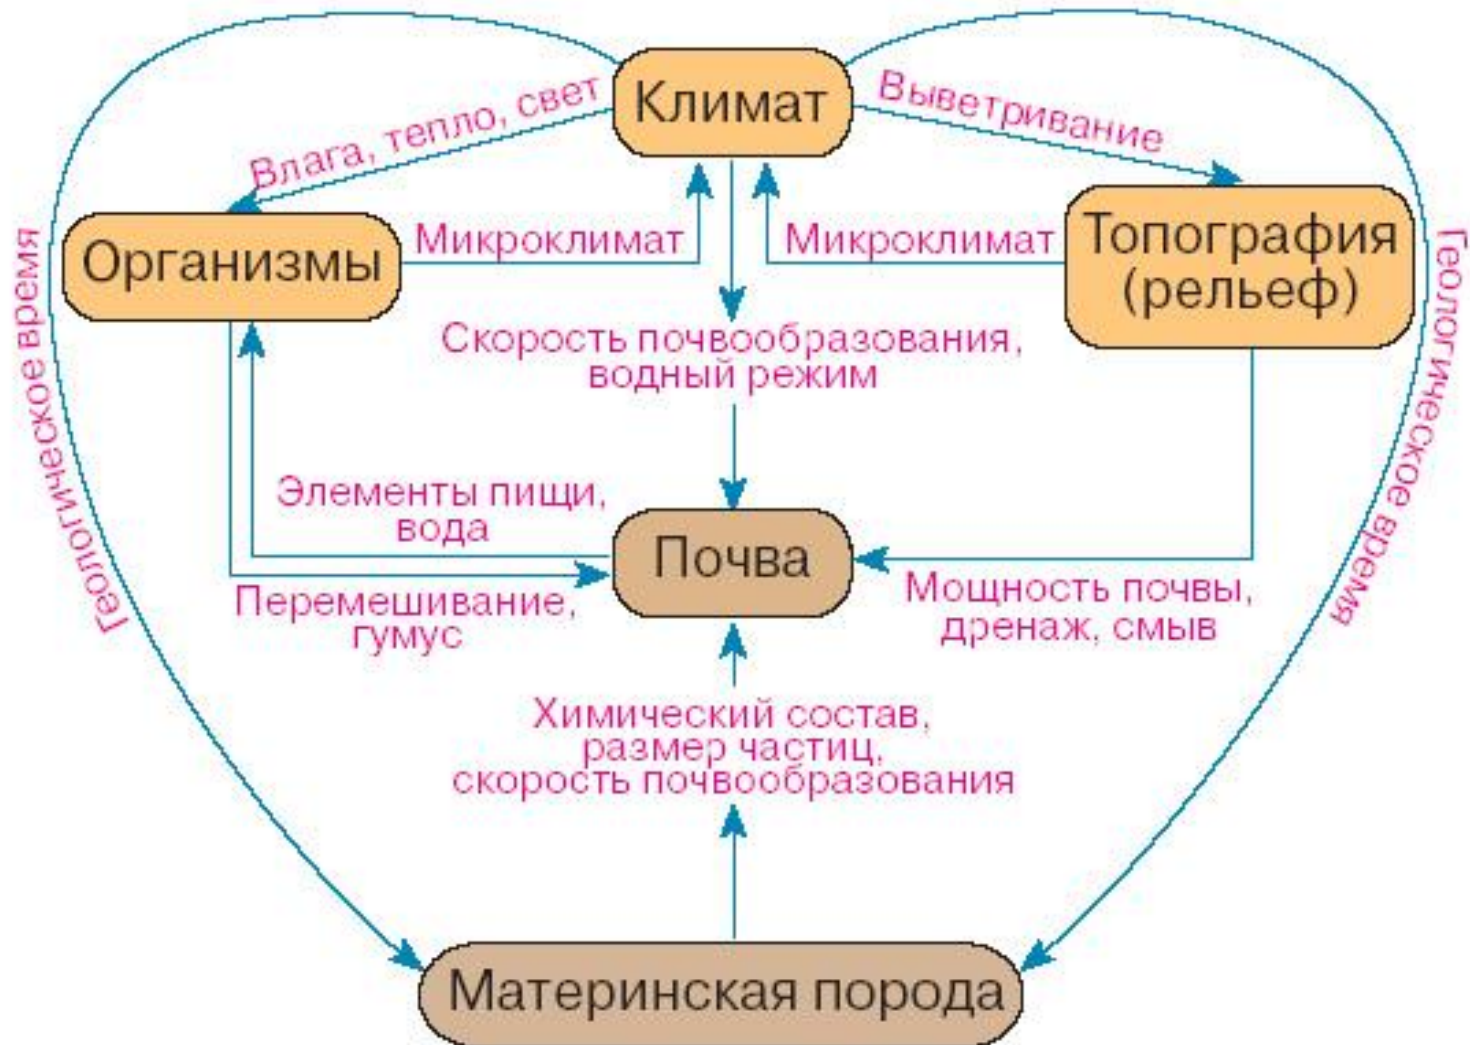 Климат
Влага, тепло, свет
Выветривание
Организмы
Микроклимат
Микроклимат
Топография
(рельеф)
Геологическое время
Геологическое время
Скорость почвообразования,
водный режим
Элементы пищи,
вода
Почва
Перемешивание,
гумус
Мощность почвы,
дренаж, смыв
Химический состав,
размер частиц,
скорость почвообразования
Материнская порода